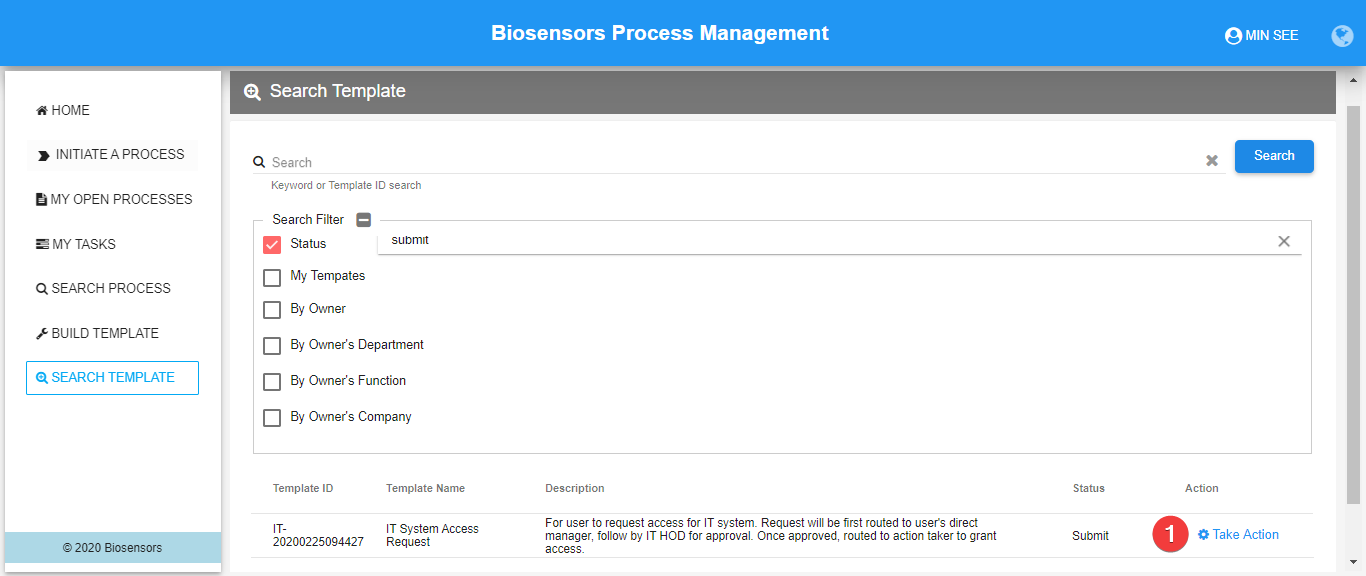 Biosensors Process Management
MIN SEE
HOME
INITIATE A PROCESS
MY OPEN PROCESSES
MY TASKS
SEARCH PROCESS
BUILD TEMPLATE
SEARCH TEMPLATE
© 2020 Biosensors
Search Template
Search
Search
Keyword or Template ID search
Search Filter
Status
submit
My Tempates
By Owner
By Owner's Department
By Owner's Function
By Owner's Company
Template ID Template Name Description Status Action
IT-
20200225094427
IT System Access
Request
For user to request access for IT system. Request will be first routed to user's direct
manager, follow by IT HOD for approval. Once approved, routed to action taker to grant
access.
Submit
1
Take Action